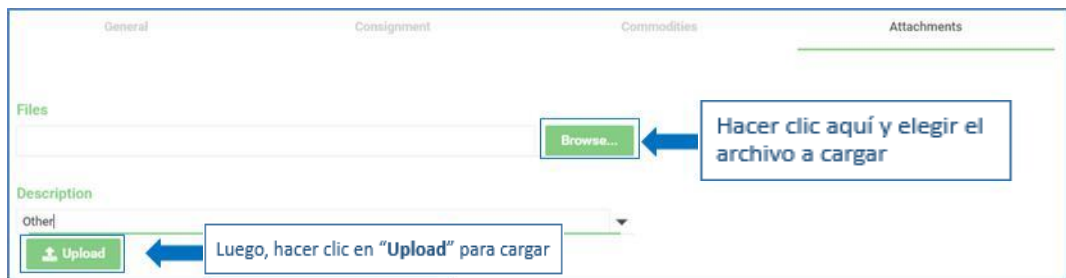 General Consignment Commodities Attachments
Files
Browse...
Hacer clic aquí y elegir el
archivo a cargar
Description
Other
Upload
Luego, hacer clic en “Upload” para cargar